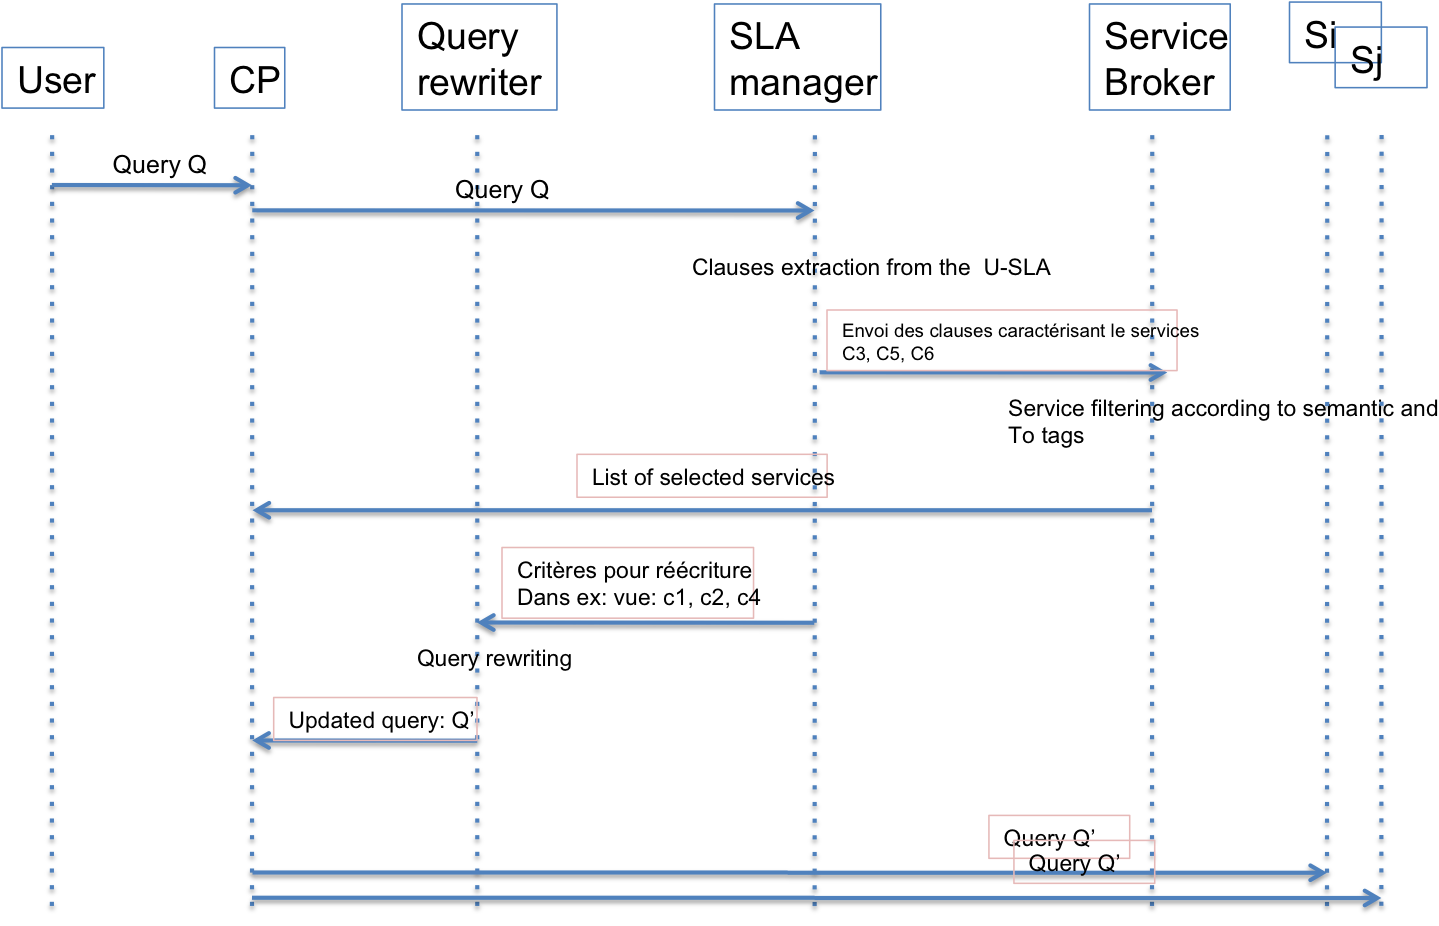 User
CP
Query
rewriter
SLA
manager
Service
Broker
Si
Sj
Query Q
Query Q
Clauses extraction from the  U-SLA
Envoi des clauses caractérisant le services
C3, C5, C6
Service filtering according to semantic and
To tags
List of selected services
Critères pour réécriture
Dans ex: vue: c1, c2, c4
Query rewriting
Updated query: Q’
Query Q’
Query Q’